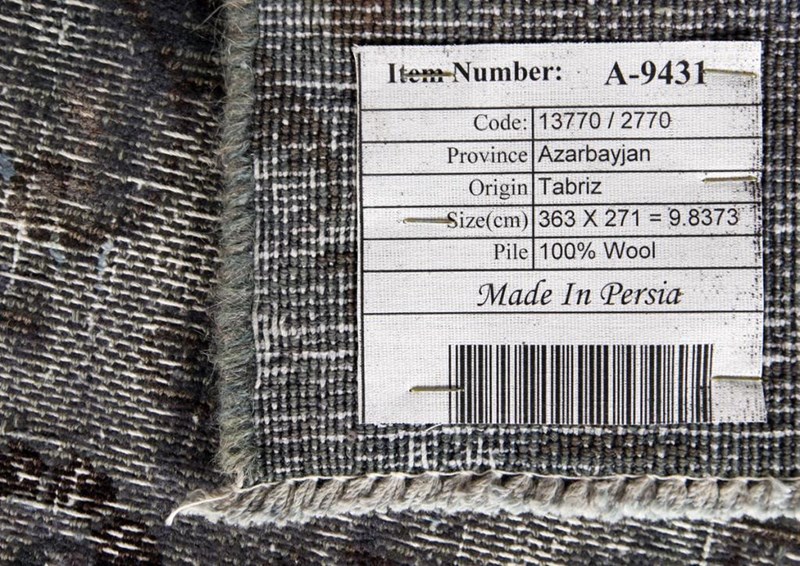 Item Number: A-9431
Code: 13770 / 2770
Province Azarbayjan
Origin Tabriz
Size(cm) 363 X 271 = 9.8373
Pile 100% Wool
Made In Persia